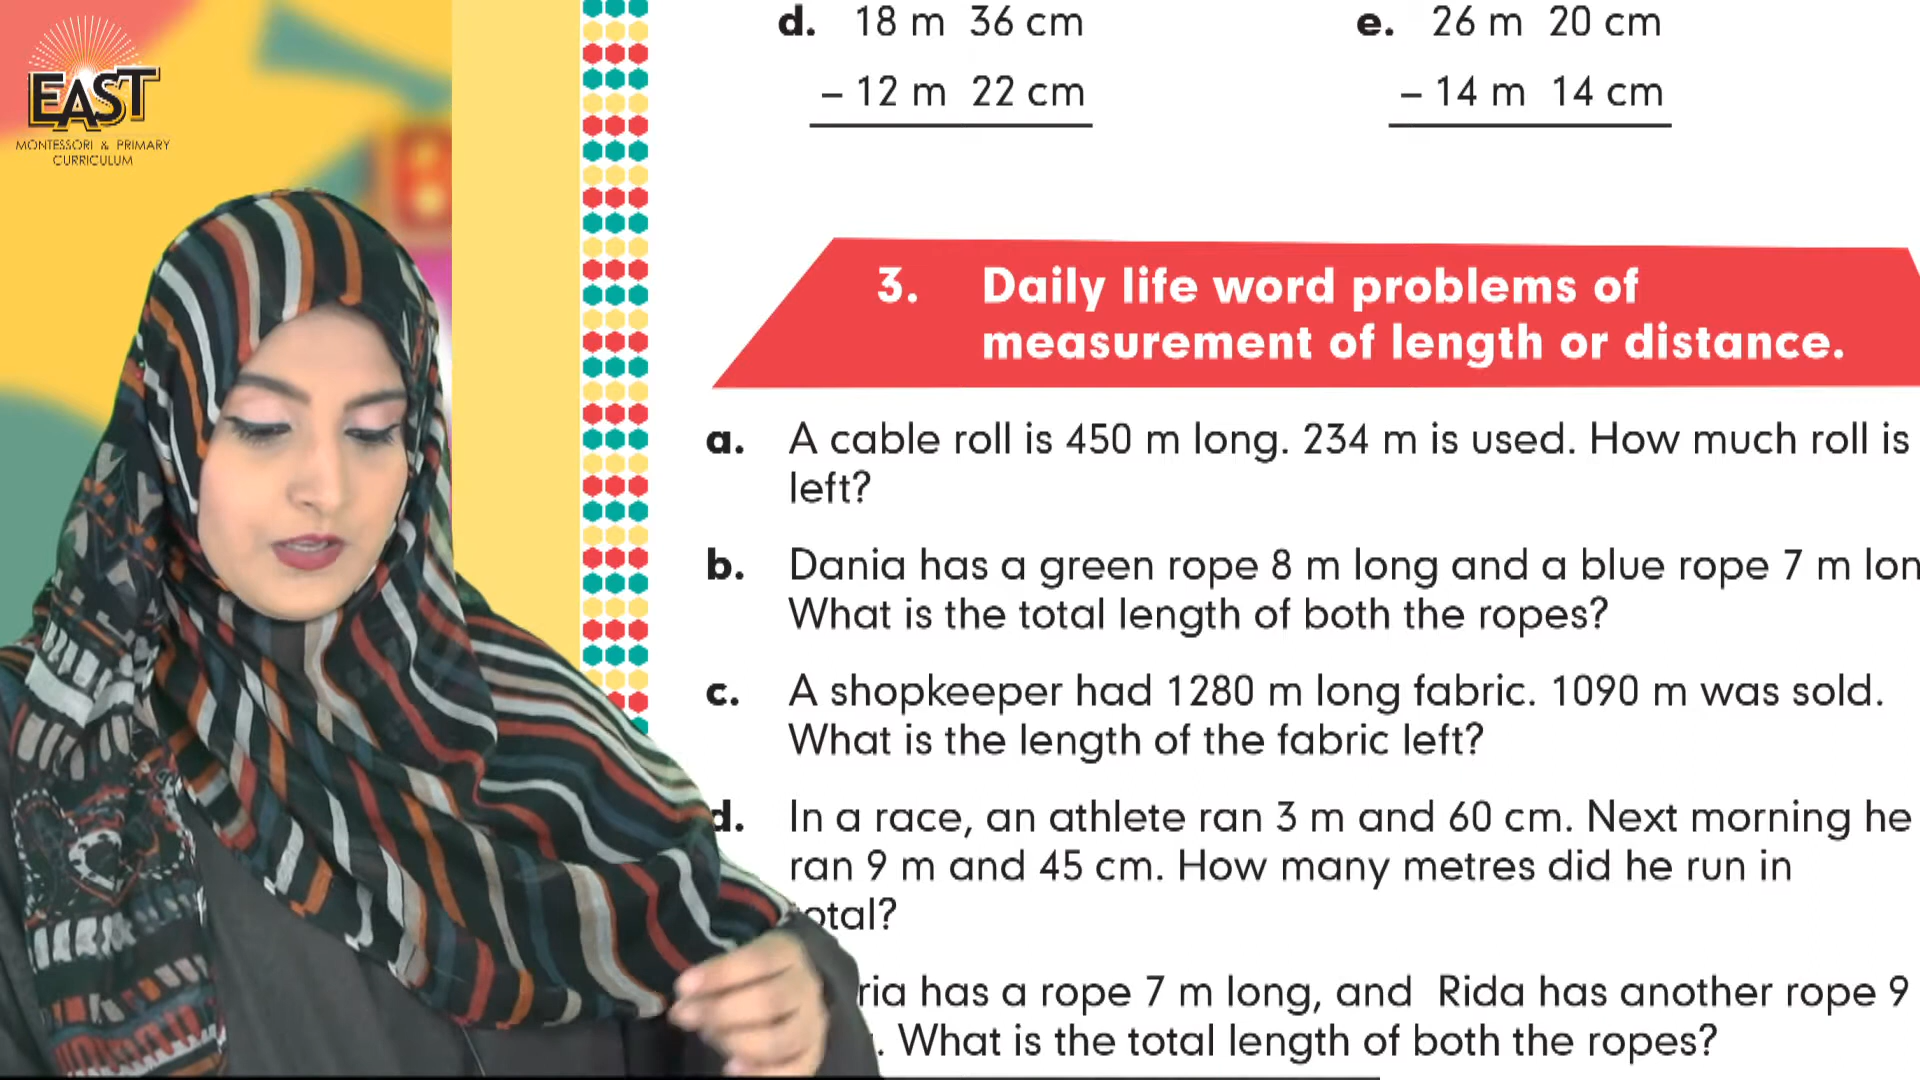 EAST
MONTESSORI & PRIMARY
CURRICULUM
d. 18 m 36 cm
– 12 m 22 cm
e. 26 m 20 cm
– 14 m 14 cm
3. Daily life word problems of
measurement of length or distance.
a. A cable roll is 450 m long. 234 m is used. How much roll is
left?
b. Dania has a green rope 8 m long and a blue rope 7 m lon
What is the total length of both the ropes?
c. A shopkeeper had 1280 m long fabric. 1090 m was sold.
What is the length of the fabric left?
d. In a race, an athlete ran 3 m and 60 cm. Next morning he
ran 9 m and 45 cm. How many metres did he run in
otal?
ria has a rope 7 m long, and Rida has another rope 9
. What is the total length of both the ropes?